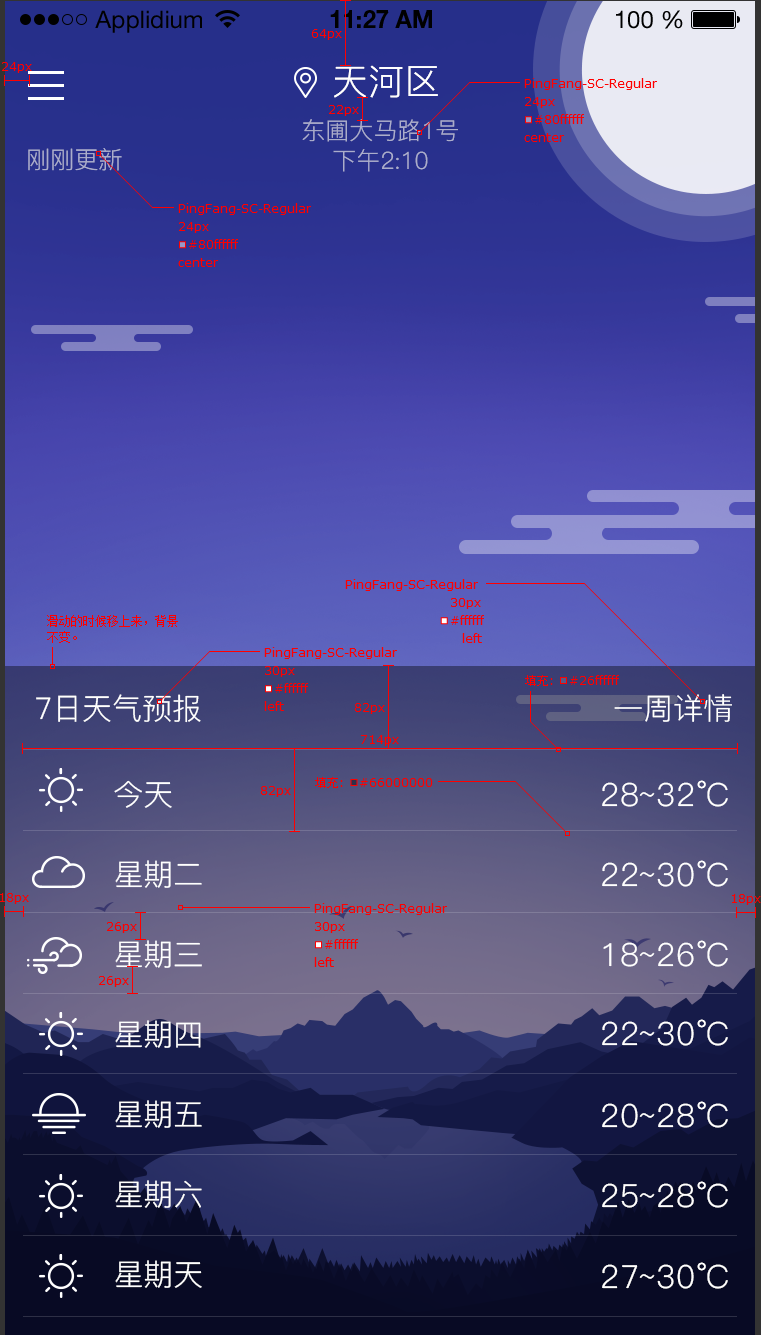 Applidium 11:27 AM 100 %
64px
24px
天河区
PingFang-SC-Regular
24px
#80ffffff
center
22px
东圃大马路1号
下午2:10
刚刚更新
PingFang-SC-Regular
24px
#80ffffff
center
PingFang-SC-Regular
30px
#ffffff
left
滑动的时候移上来，背景
不变。
PingFang-SC-Regular
30px
#ffffff
left
#26ffffff
7日天气预报
一周详情
82px
今天
28~32℃
#66000000
星期二
22~30℃
18px
18px
PingFang-SC-Regular
30px
#ffffff
left
26px
星期三
18~26℃
26px
星期四
22~30℃
星期五
20~28℃
星期六
25~28℃
星期天
27~30℃